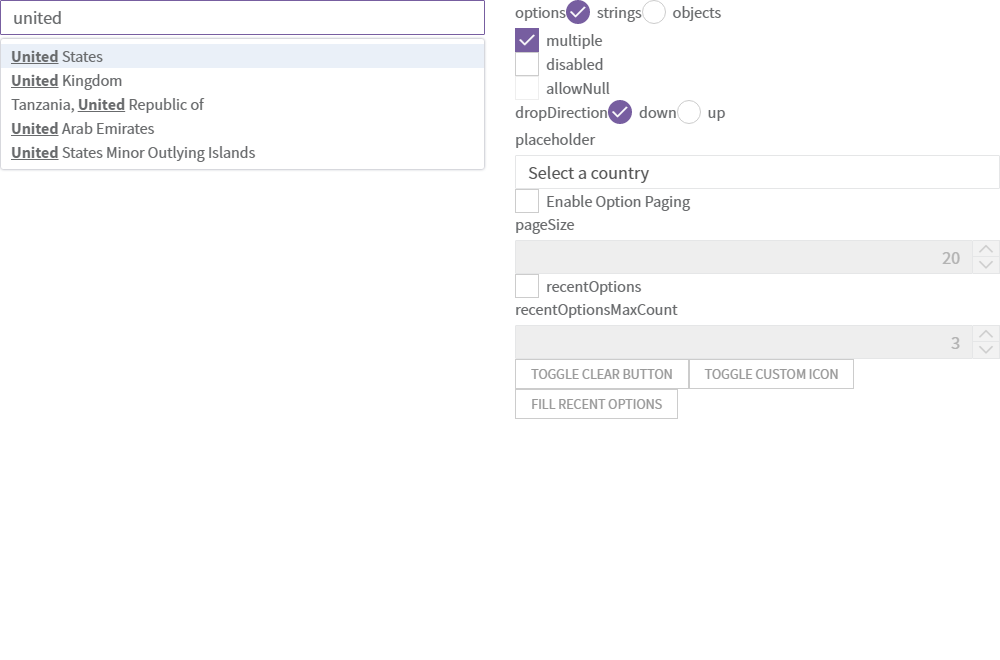 united
United States
United Kingdom
Tanzania, United Republic of
United Arab Emirates
United States Minor Outlying Islands
options strings objects
multiple
disabled
allowNull
dropDirection down up
placeholder
Select a country
Enable Option Paging
pageSize
20
recentOptions
recentOptionsMaxCount
3
TOGGLE CLEAR BUTTON TOGGLE CUSTOM ICON
FILL RECENT OPTIONS